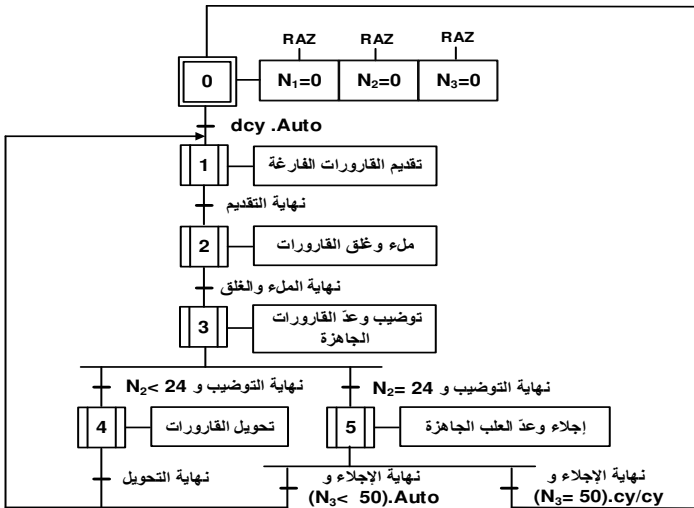 RAZ RAZ RAZ
0 N₁=0 N₂=0 N₃=0
dcy .Auto
1 تقديم القارورات الفارغة
نهاية التقديم
2 ملء و غلق القارورات
نهاية الملء والغلق
3 توضيب وعدّ القارورات
الجاهزة
نهاية التوضيب و N₂< 24
نهاية التوضيب و N₂= 24
4 تحويل القارورات
5 إجلاء وعدّ العلب الجاهزة
نهاية التحويل
نهاية الإجلاء و
(N₃< 50).Auto
نهاية الإجلاء و
(N₃= 50).cy/cy